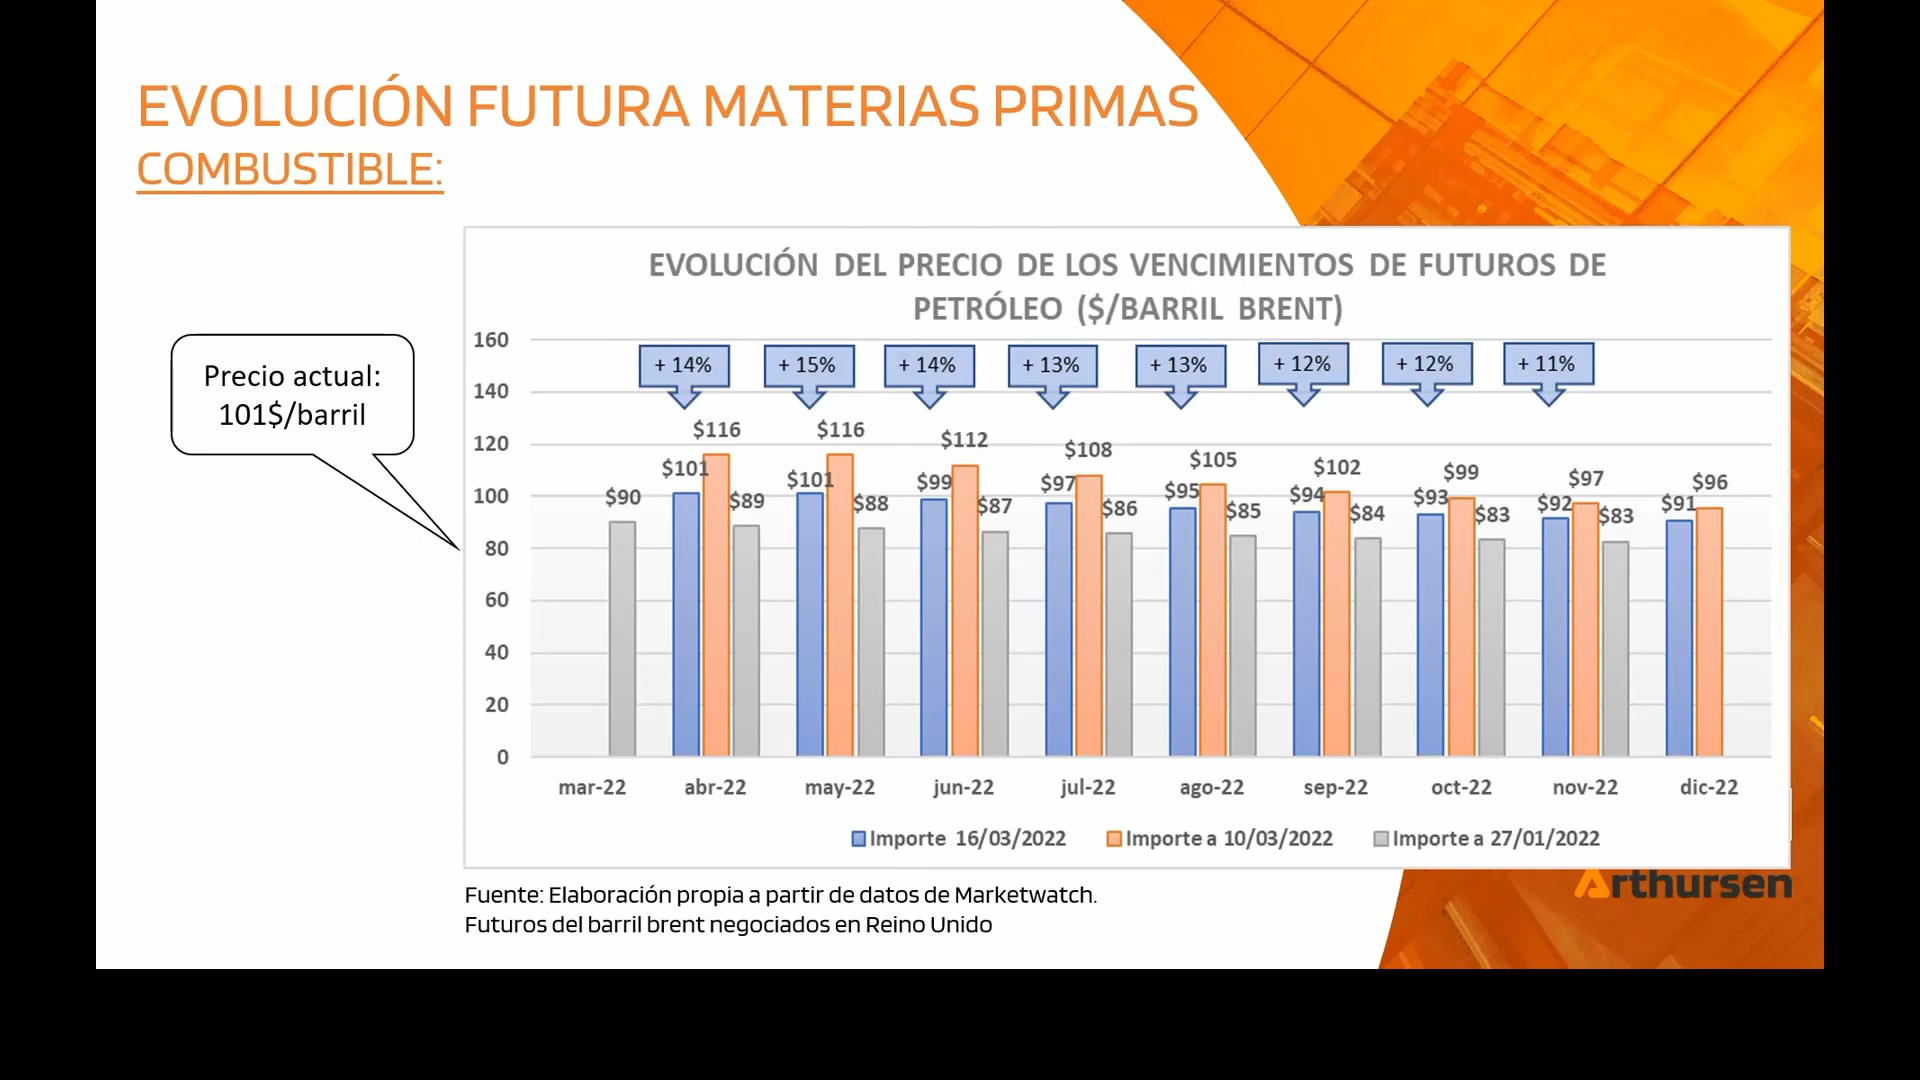 EVOLUCIÓN FUTURA MATERIAS PRIMAS
COMBUSTIBLE:
Precio actual:
101$/barril
EVOLUCIÓN DEL PRECIO DE LOS VENCIMIENTOS DE FUTUROS DE
PETRÓLEO ($/BARRIL BRENT)
160
140
120
100
80
60
40
20
0
+ 14%
+ 15%
+ 14%
+ 13%
+ 13%
+ 12%
+ 12%
+ 11%
$90
$101
$116
$89
$101
$116
$88
$99
$112
$87
$97
$108
$86
$95
$105
$85
$94
$102
$84
$93
$99
$83
$92
$97
$83
$91
$96
mar-22
abr-22
may-22
jun-22
jul-22
ago-22
sep-22
oct-22
nov-22
dic-22
Importe 16/03/2022
Importe a 10/03/2022
Importe a 27/01/2022
Fuente: Elaboración propia a partir de datos de Marketwatch.
Futuros del barril brent negociados en Reino Unido
Arthursen